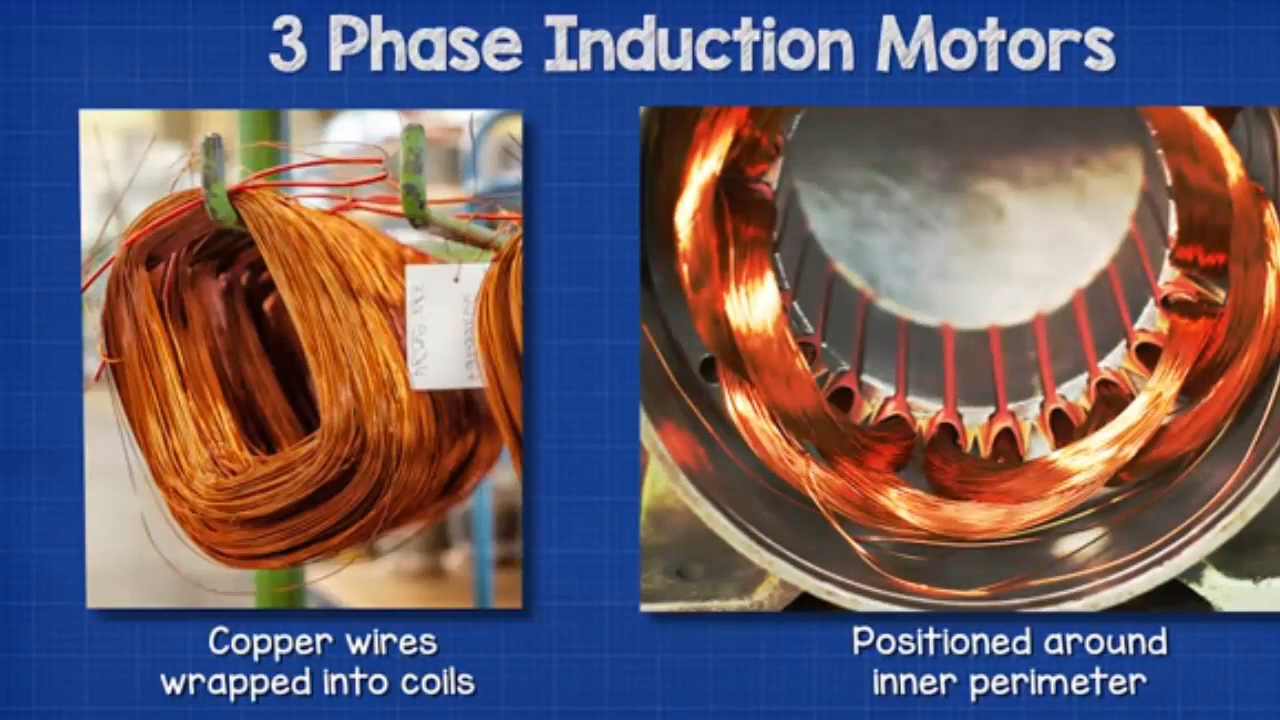 3 Phase Induction Motors
Copper wires
wrapped into coils
Positioned around
inner perimeter